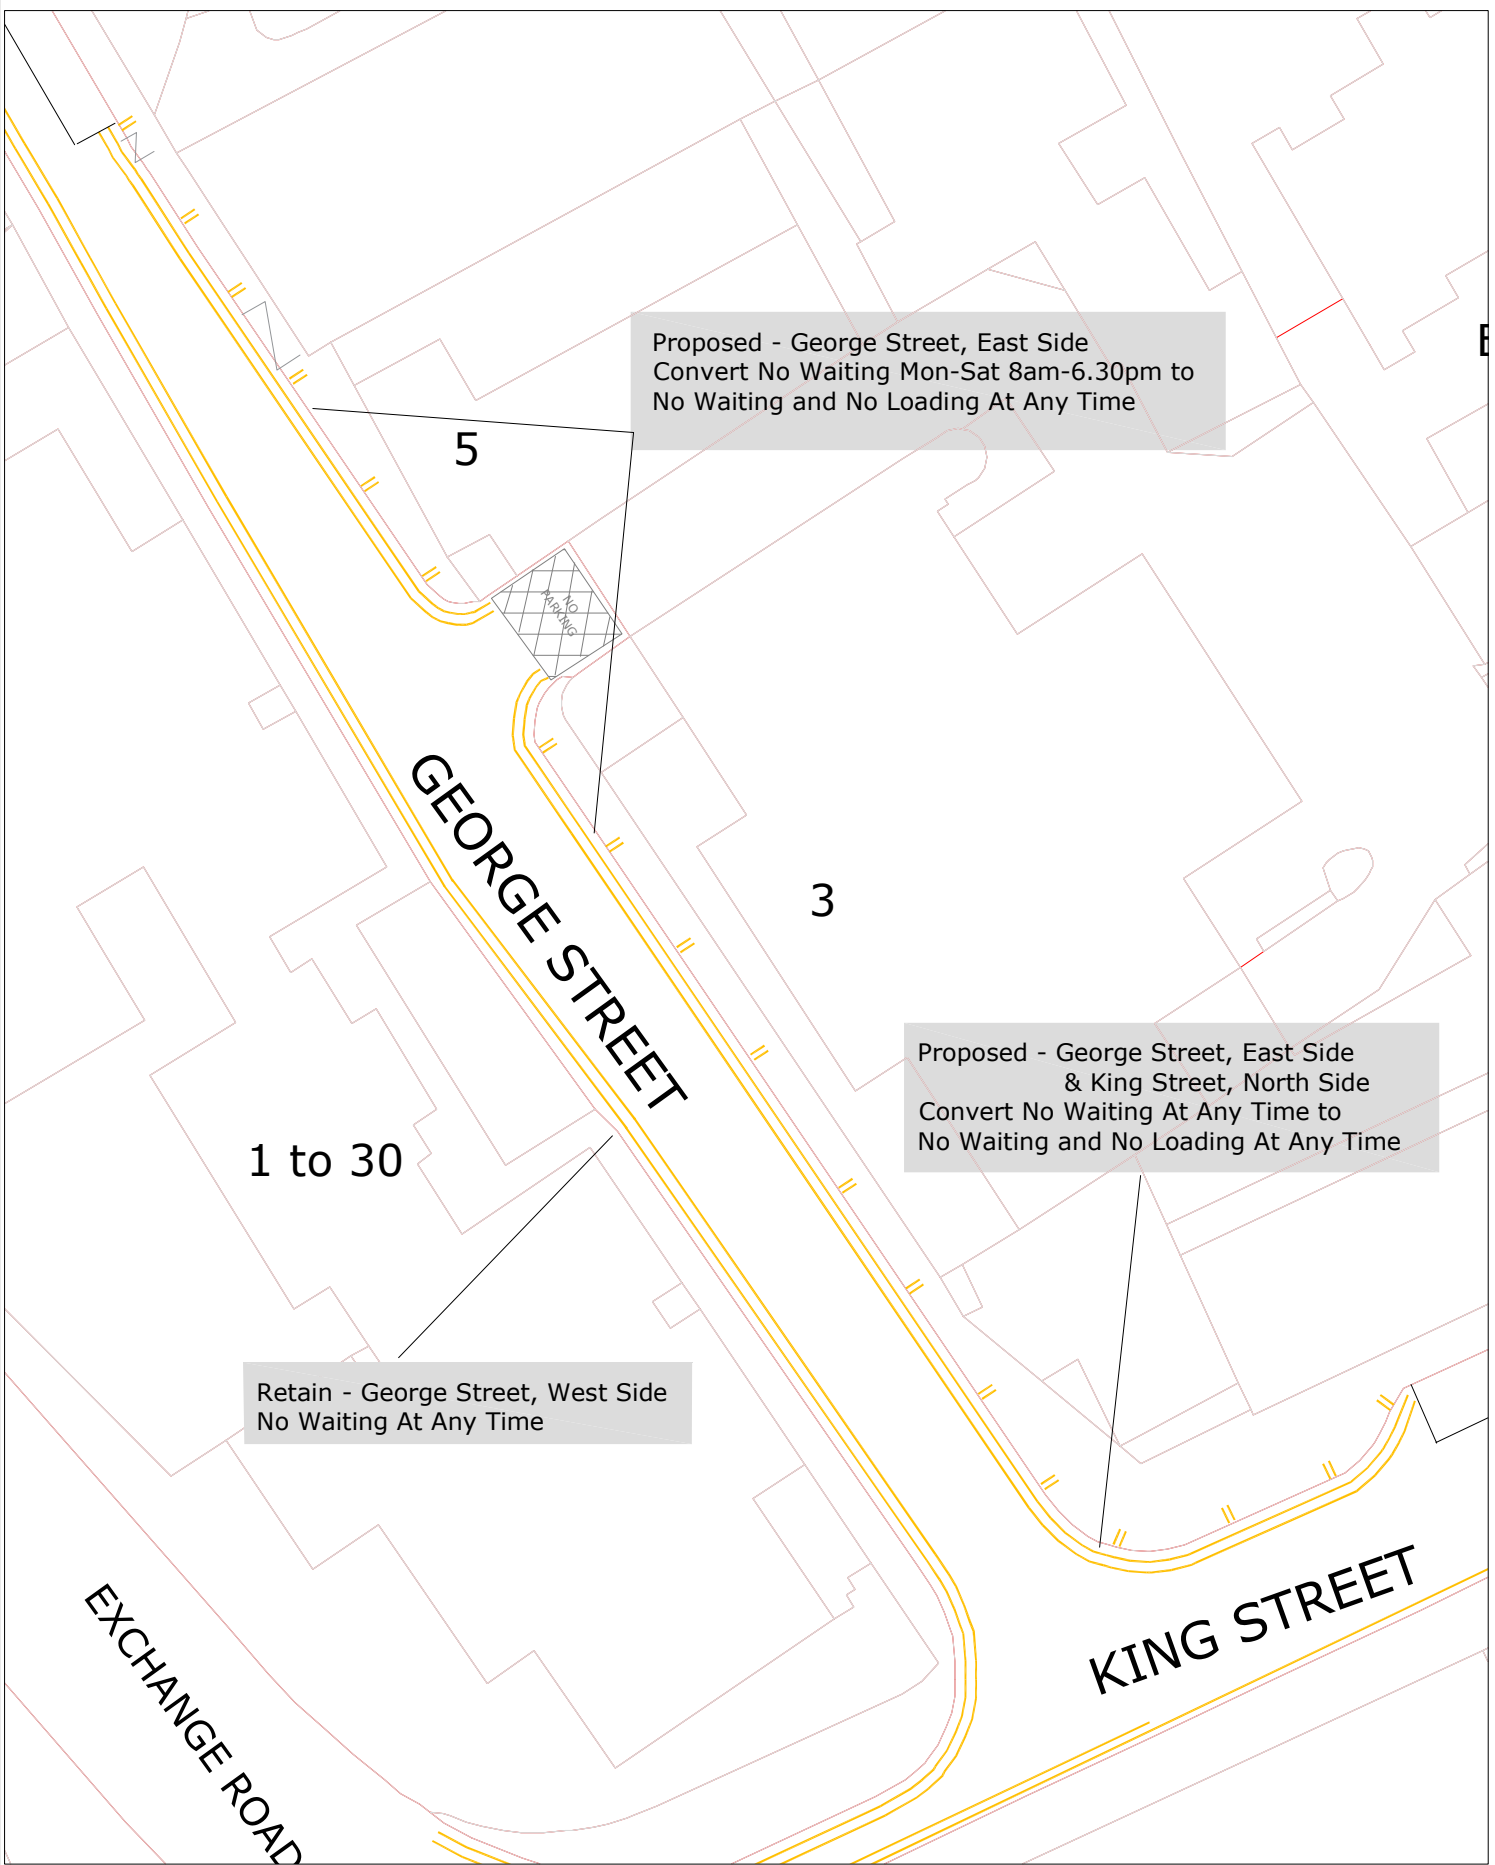 Proposed - George Street, East Side
Convert No Waiting Mon-Sat 8am-6.30pm to
No Waiting and No Loading At Any Time
5
NO
PARKING
GEORGE STREET
3
Proposed - George Street, East Side
& King Street, North Side
Convert No Waiting At Any Time to
No Waiting and No Loading At Any Time
1 to 30
Retain - George Street, West Side
No Waiting At Any Time
KING STREET
EXCHANGE ROAD